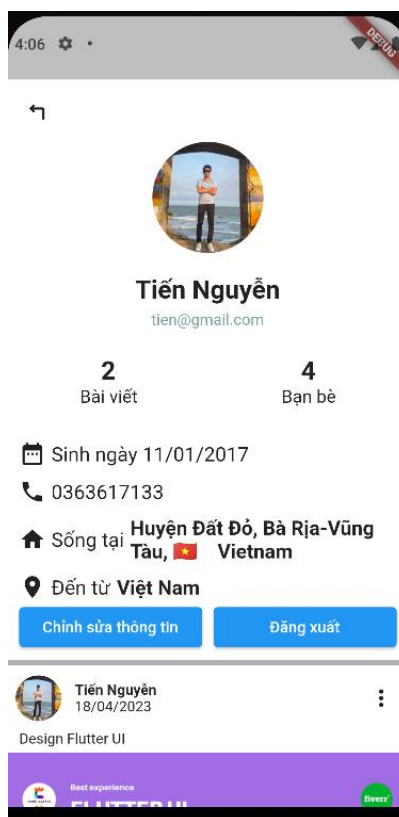 4:06
DEBUG
Tiến Nguyễn
tien@gmail.com
2
Bài viết
4
Bạn bè
Sinh ngày 11/01/2017
0363617133
Sống tại Huyện Đất Đỏ, Bà Rịa-Vũng
Tàu, 🇻🇳 Vietnam
Đến từ Việt Nam
Chỉnh sửa thông tin
Đăng xuất
Tiến Nguyễn
18/04/2023
Design Flutter UI
Best experience
FLUTTER UI
fiverr